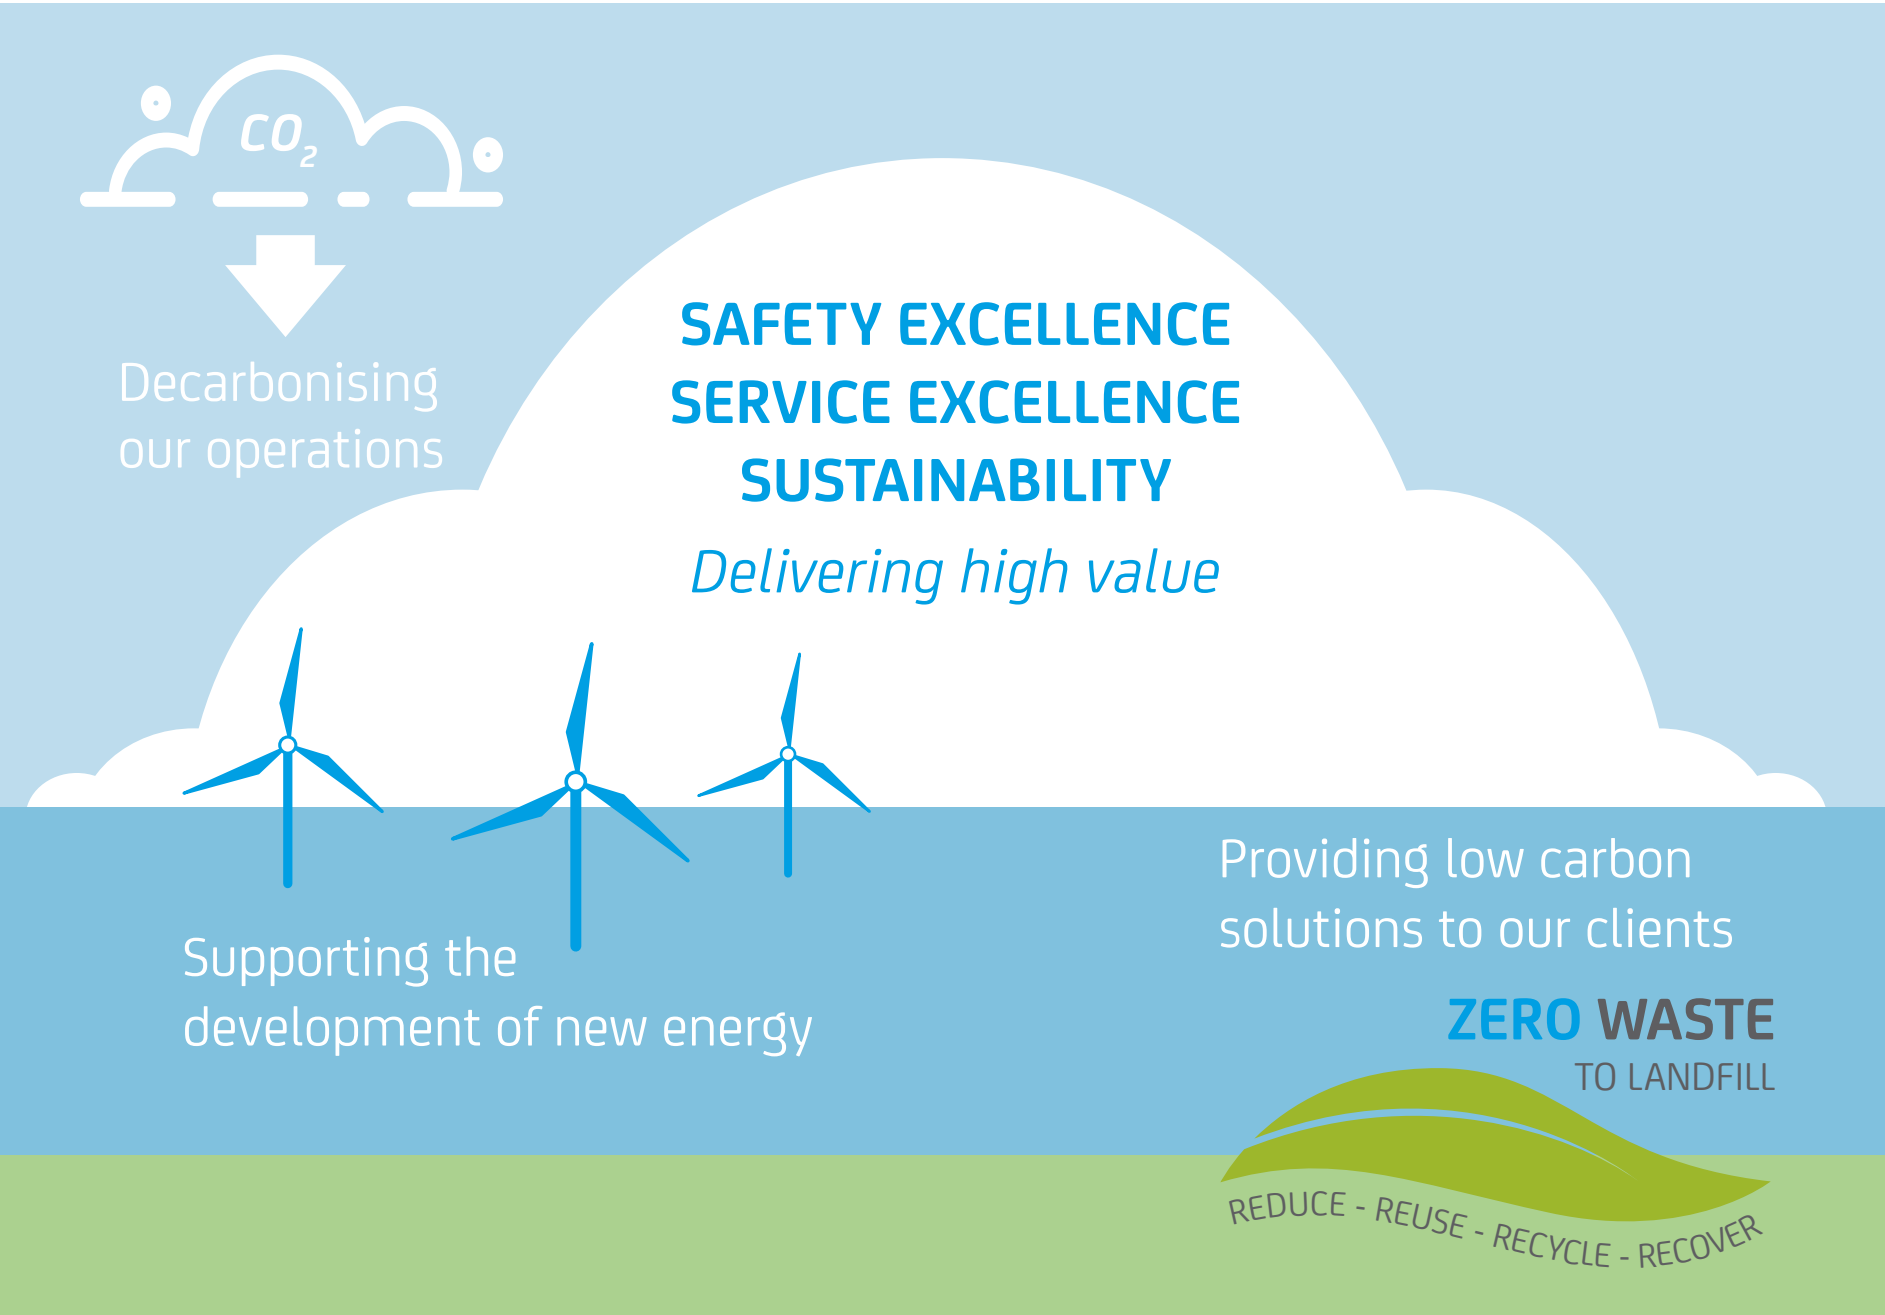 CO₂
Decarbonising
our operations
SAFETY EXCELLENCE
SERVICE EXCELLENCE
SUSTAINABILITY
Delivering high value
Supporting the
development of new energy
Providing low carbon
solutions to our clients
ZERO WASTE
TO LANDFILL
REDUCE - REUSE - RECYCLE - RECOVER